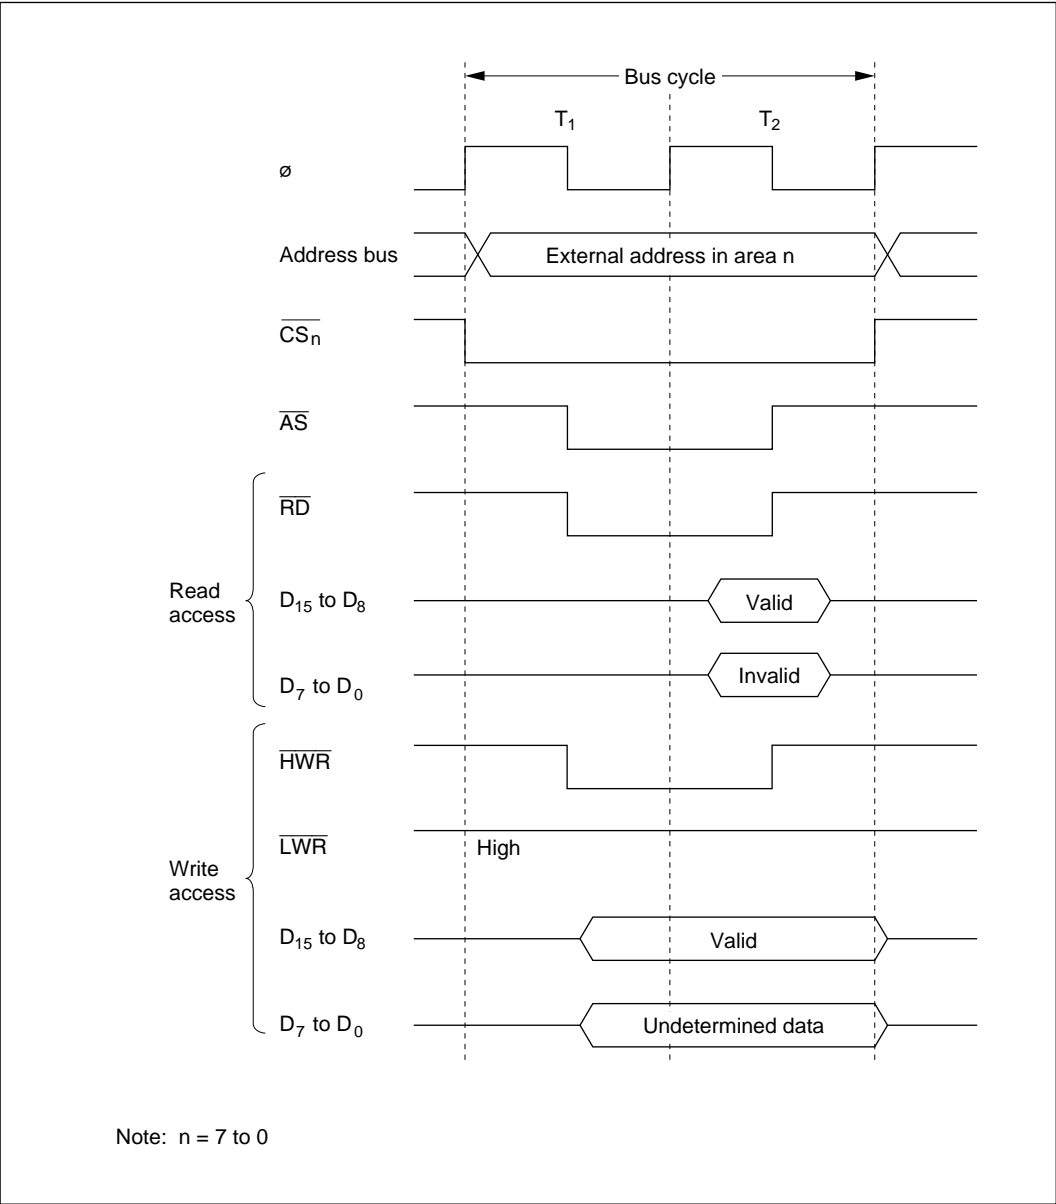 Bus cycle
T1 T2
ø
Address bus External address in area n
CSn
AS
RD
Read access
D15 to D8 Valid
D7 to D0 Invalid
HWR
LWR High
Write access
D15 to D8 Valid
D7 to D0 Undetermined data
Note: n = 7 to 0